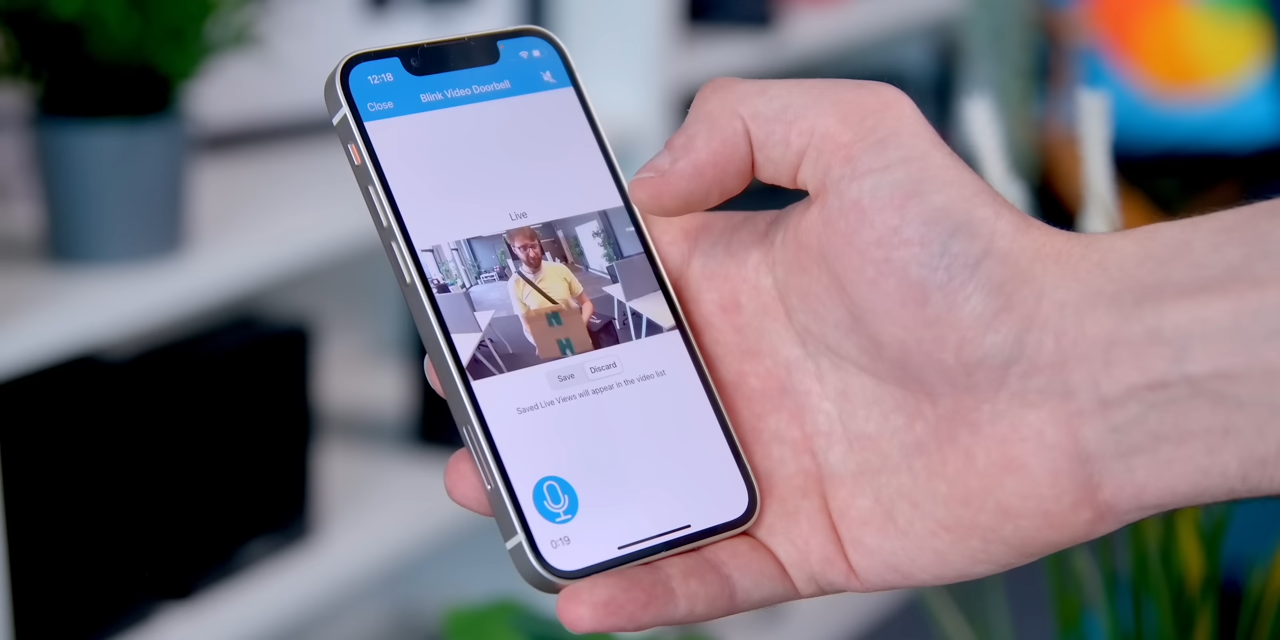 12:18
Close Blink Video Doorbell
Live
N
N
Save Discard
Saved Live Views will appear in the video list
0:19